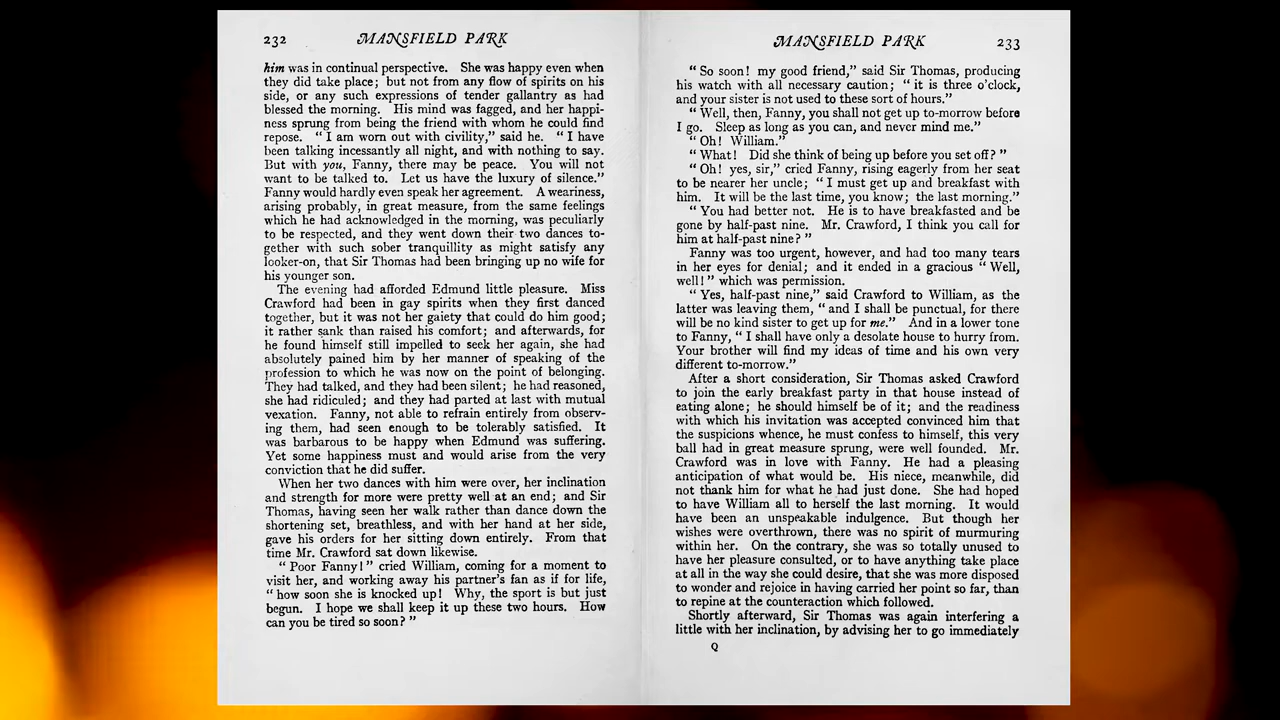 232 MANSFIELD PARK
him was in continual perspective. She was happy even when
they did take place; but not from any flow of spirits on his
side, or any such expressions of tender gallantry as had
blessed the morning. His mind was fagged, and her happi-
ness sprung from being the friend with whom he could find
repose. “ I am worn out with civility,” said he. “ I have
been talking incessantly all night, and with nothing to say.
But with you, Fanny, there may be peace. You will not
want to be talked to. Let us have the luxury of silence.”
Fanny would hardly even speak her agreement. A weariness,
arising probably, in great measure, from the same feelings
which he had acknowledged in the morning, was peculiarly
to be respected, and they went down their two dances to-
gether with such sober tranquillity as might satisfy any
looker-on, that Sir Thomas had been bringing up no wife for
his younger son.
The evening had afforded Edmund little pleasure. Miss
Crawford had been in gay spirits when they first danced
together, but it was not her gaiety that could do him good;
it rather sank than raised his comfort; and afterwards, for
he found himself still impelled to seek her again, she had
absolutely pained him by her manner of speaking of the
profession to which he was now on the point of belonging.
They had talked, and they had been silent; he had reasoned,
she had ridiculed; and they had parted at last with mutual
vexation. Fanny, not able to refrain entirely from observ-
ing them, had seen enough to be tolerably satisfied. It
was barbarous to be happy when Edmund was suffering.
Yet some happiness must and would arise from the very
conviction that he did suffer.
When her two dances with him were over, her inclination
and strength for more were pretty well at an end; and Sir
Thomas, having seen her walk rather than dance down the
shortening set, breathless, and with her hand at her side,
gave his orders for her sitting down entirely. From that
time Mr. Crawford sat down likewise.
“ Poor Fanny! ” cried William, coming for a moment to
visit her, and working away his partner’s fan as if for life,
“ how soon she is knocked up! Why, the sport is but just
begun. I hope we shall keep it up these two hours. How
can you be tired so soon? ”
MANSFIELD PARK 233
“ So soon! my good friend,” said Sir Thomas, producing
his watch with all necessary caution; “ it is three o’clock,
and your sister is not used to these sort of hours.”
“ Well, then, Fanny, you shall not get up to-morrow before
I go. Sleep as long as you can, and never mind me.”
“ Oh! William.”
“ What! Did she think of being up before you set off? ”
“ Oh! yes, sir,” cried Fanny, rising eagerly from her seat
to be nearer her uncle; “ I must get up and breakfast with
him. It will be the last time, you know; the last morning.”
“ You had better not. He is to have breakfasted and be
gone by half-past nine. Mr. Crawford, I think you call for
him at half-past nine? ”
Fanny was too urgent, however, and had too many tears
in her eyes for denial; and it ended in a gracious “ Well,
well! ” which was permission.
“ Yes, half-past nine,” said Crawford to William, as the
latter was leaving them, “ and I shall be punctual, for there
will be no kind sister to get up for me.” And in a lower tone
to Fanny, “ I shall have only a desolate house to hurry from.
Your brother will find my ideas of time and his own very
different to-morrow.”
After a short consideration, Sir Thomas asked Crawford
to join the early breakfast party in that house instead of
eating alone; he should himself be of it; and the readiness
with which his invitation was accepted convinced him that
the suspicions whence, he must confess to himself, this very
ball had in great measure sprung, were well founded. Mr.
Crawford was in love with Fanny. He had a pleasing
anticipation of what would be. His niece, meanwhile, did
not thank him for what he had just done. She had hoped
to have William all to herself the last morning. It would
have been an unspeakable indulgence. But though her
wishes were overthrown, there was no spirit of murmuring
within her. On the contrary, she was so totally unused to
have her pleasure consulted, or to have anything take place
at all in the way she could desire, that she was more disposed
to wonder and rejoice in having carried her point so far, than
to repine at the counteraction which followed.
Shortly afterward, Sir Thomas was again interfering a
little with her inclination, by advising her to go immediately
Q